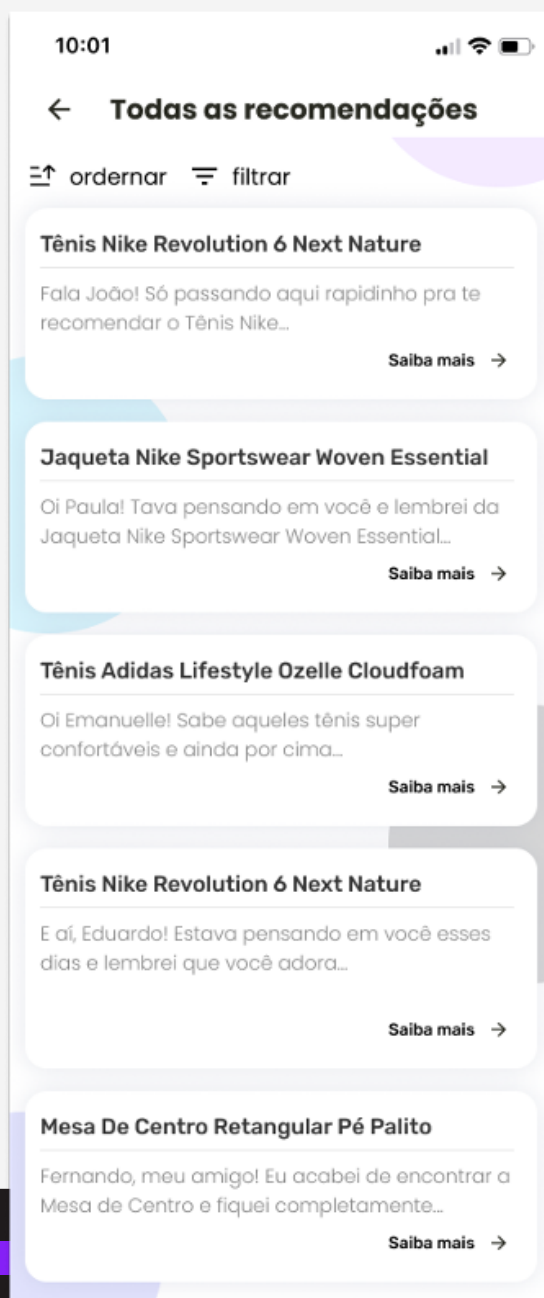 10:01
Todas as recomendações
ordernar filtrar
Tênis Nike Revolution 6 Next Nature
Fala João! Só passando aqui rapidinho pra te
recomendar o Tênis Nike...
Saiba mais
Jaqueta Nike Sportswear Woven Essential
Oi Paula! Tava pensando em você e lembrei da
Jaqueta Nike Sportswear Woven Essential...
Saiba mais
Tênis Adidas Lifestyle Ozelle Cloudfoam
Oi Emanuelle! Sabe aqueles tênis super
confortáveis e ainda por cima...
Saiba mais
Tênis Nike Revolution 6 Next Nature
E aí, Eduardo! Estava pensando em você esses
dias e lembrei que você adora...
Saiba mais
Mesa De Centro Retangular Pé Palito
Fernando, meu amigo! Eu acabei de encontrar a
Mesa de Centro e fiquei completamente...
Saiba mais